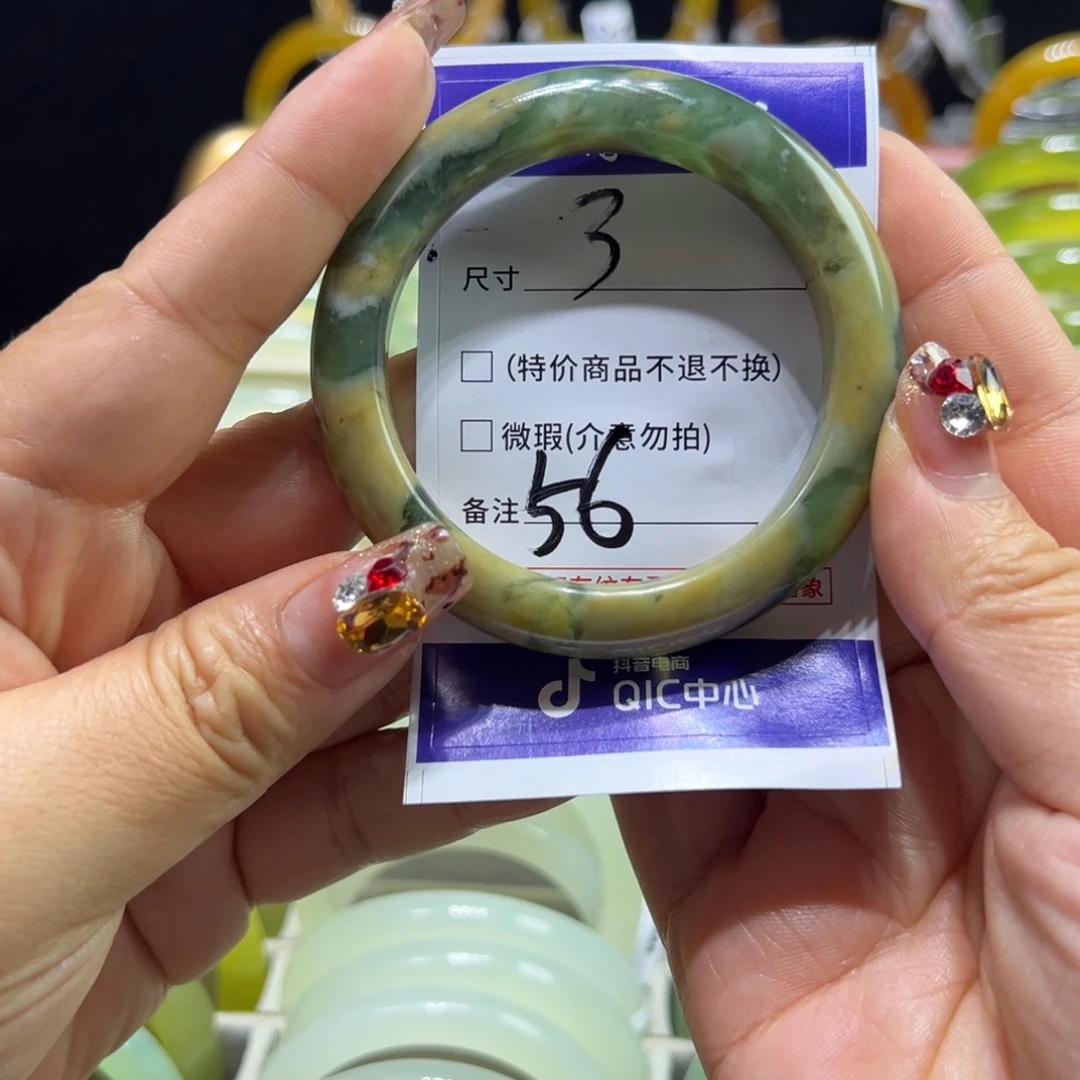 3
尺寸
□(特价商品不退不换)
□微瑕(介意勿拍)
备注 56
抖音电商
QIC中心